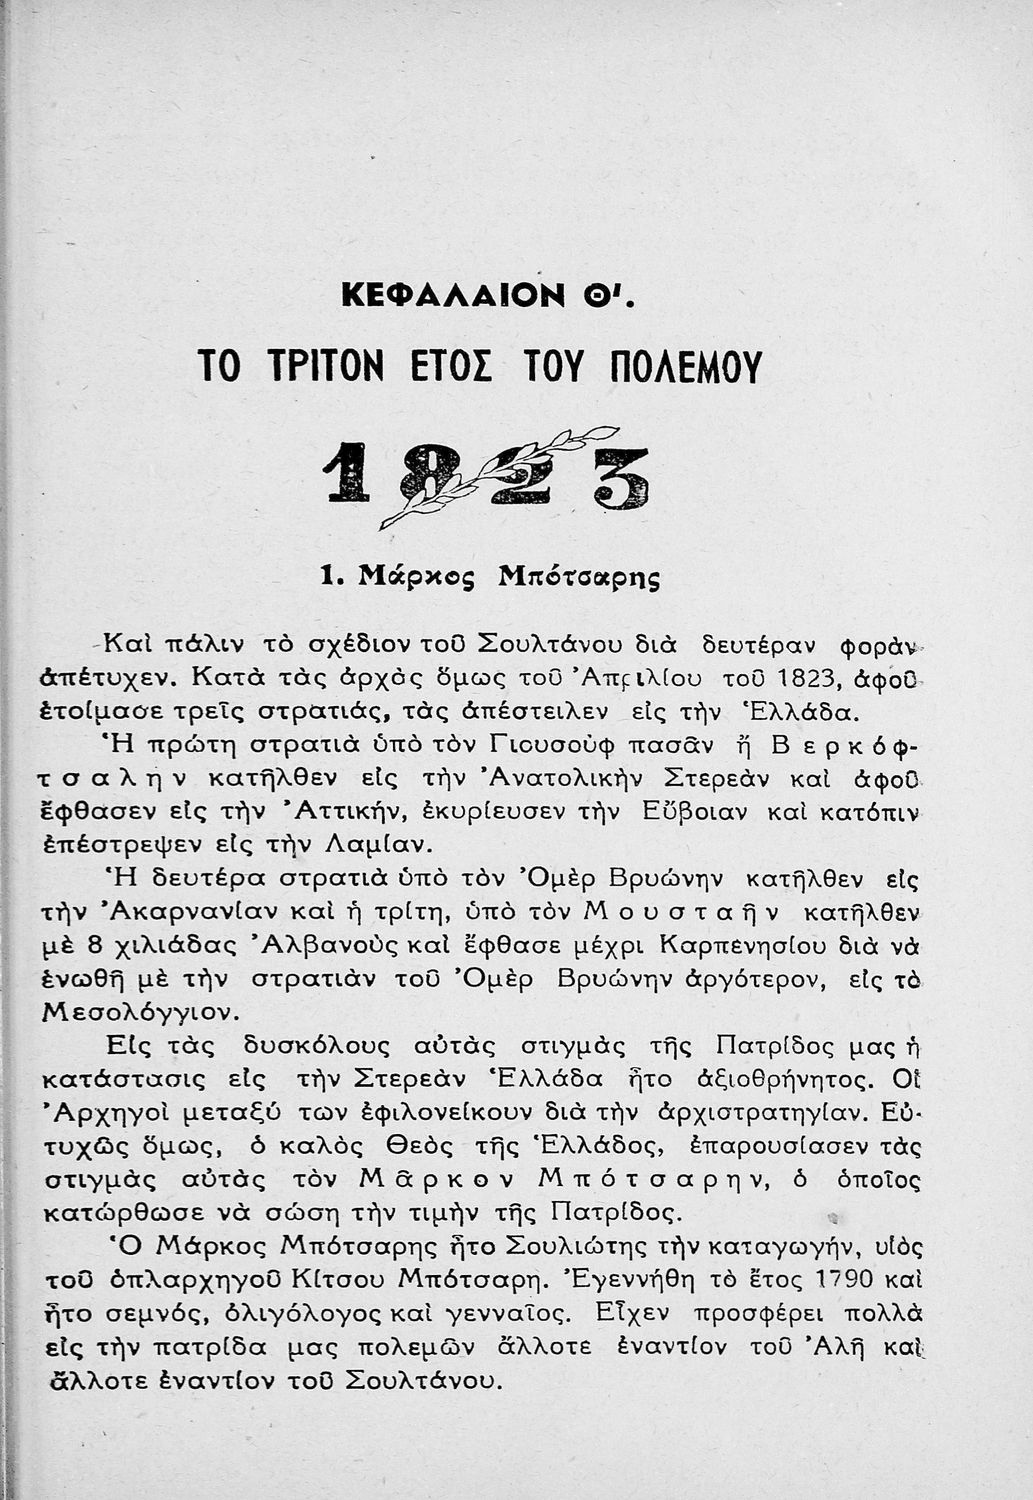 ΚΕΦΑΛΑΙΟΝ Θ'.
ΤΟ ΤΡΙΤΟΝ ΕΤΟΣ ΤΟΥ ΠΟΛΕΜΟΥ
1823
1. Μάρκος Μπότσαρης
Καὶ πάλιν τὸ σχέδιον τοῦ Σουλτάνου διὰ δευτέραν φορὰν
ἀπέτυχεν. Κατὰ τὰς ἀρχὰς ὅμως τοῦ Ἀπριλίου τοῦ 1823, ἀφοῦ
ἐτοίμασε τρεῖς στρατιάς, τὰς ἀπέστειλεν εἰς τὴν Ἑλλάδα.
Ἡ πρώτη στρατιὰ ὑπὸ τὸν Γιουσοὺφ πασᾶν ἤ Βερκόφ-
τσαλην κατῆλθεν εἰς τὴν Ἀνατολικὴν Στερεὰν καὶ ἀφοῦ
ἔφθασεν εἰς τὴν Ἀττικήν, ἐκυρίευσεν τὴν Εὔβοιαν καὶ κατόπιν
ἐπέστρεψεν εἰς τὴν Λαμίαν.
Ἡ δευτέρα στρατιὰ ὑπὸ τὸν Ὀμὲρ Βρυώνην κατῆλθεν εἰς
τὴν Ἀκαρνανίαν καὶ ἡ τρίτη, ὑπὸ τὸν Μουσταῆν κατῆλθεν
μὲ 8 χιλιάδας Ἀλβανοὺς καὶ ἔφθασε μέχρι Καρπενησίου διὰ νὰ
ἑνωθῇ μὲ τὴν στρατιὰν τοῦ Ὀμὲρ Βρυώνην ἀργότερον, εἰς τὸ
Μεσολόγγιον.
Εἰς τὰς δυσκόλους αὐτὰς στιγμὰς τῆς Πατρίδος μας ἡ
κατάστασις εἰς τὴν Στερεὰν Ἑλλάδα ἦτο ἀξιοθρήνητος. Οἱ
Ἀρχηγοὶ μεταξύ των ἐφιλονείκουν διὰ τὴν ἀρχιστρατηγίαν. Εὐ-
τυχῶς ὅμως, ὁ καλὸς Θεὸς τῆς Ἑλλάδος, ἐπαρουσίασεν τὰς
στιγμὰς αὐτὰς τὸν Μᾶρκον Μπότσαρην, ὁ ὁποῖος
κατώρθωσε νὰ σώση τὴν τιμὴν τῆς Πατρίδος.
Ὁ Μάρκος Μπότσαρης ἦτο Σουλιώτης τὴν καταγωγήν, υἱὸς
τοῦ ὁπλαρχηγοῦ Κίτσου Μπότσαρη. Ἐγεννήθη τὸ ἔτος 1790 καὶ
ἦτο σεμνός, ὀλιγόλογος καὶ γενναῖος. Εἶχεν προσφέρει πολλὰ
εἰς τὴν πατρίδα μας πολεμῶν ἄλλοτε ἐναντίον τοῦ Ἀλῆ καὶ
ἄλλοτε ἐναντίον τοῦ Σουλτάνου.